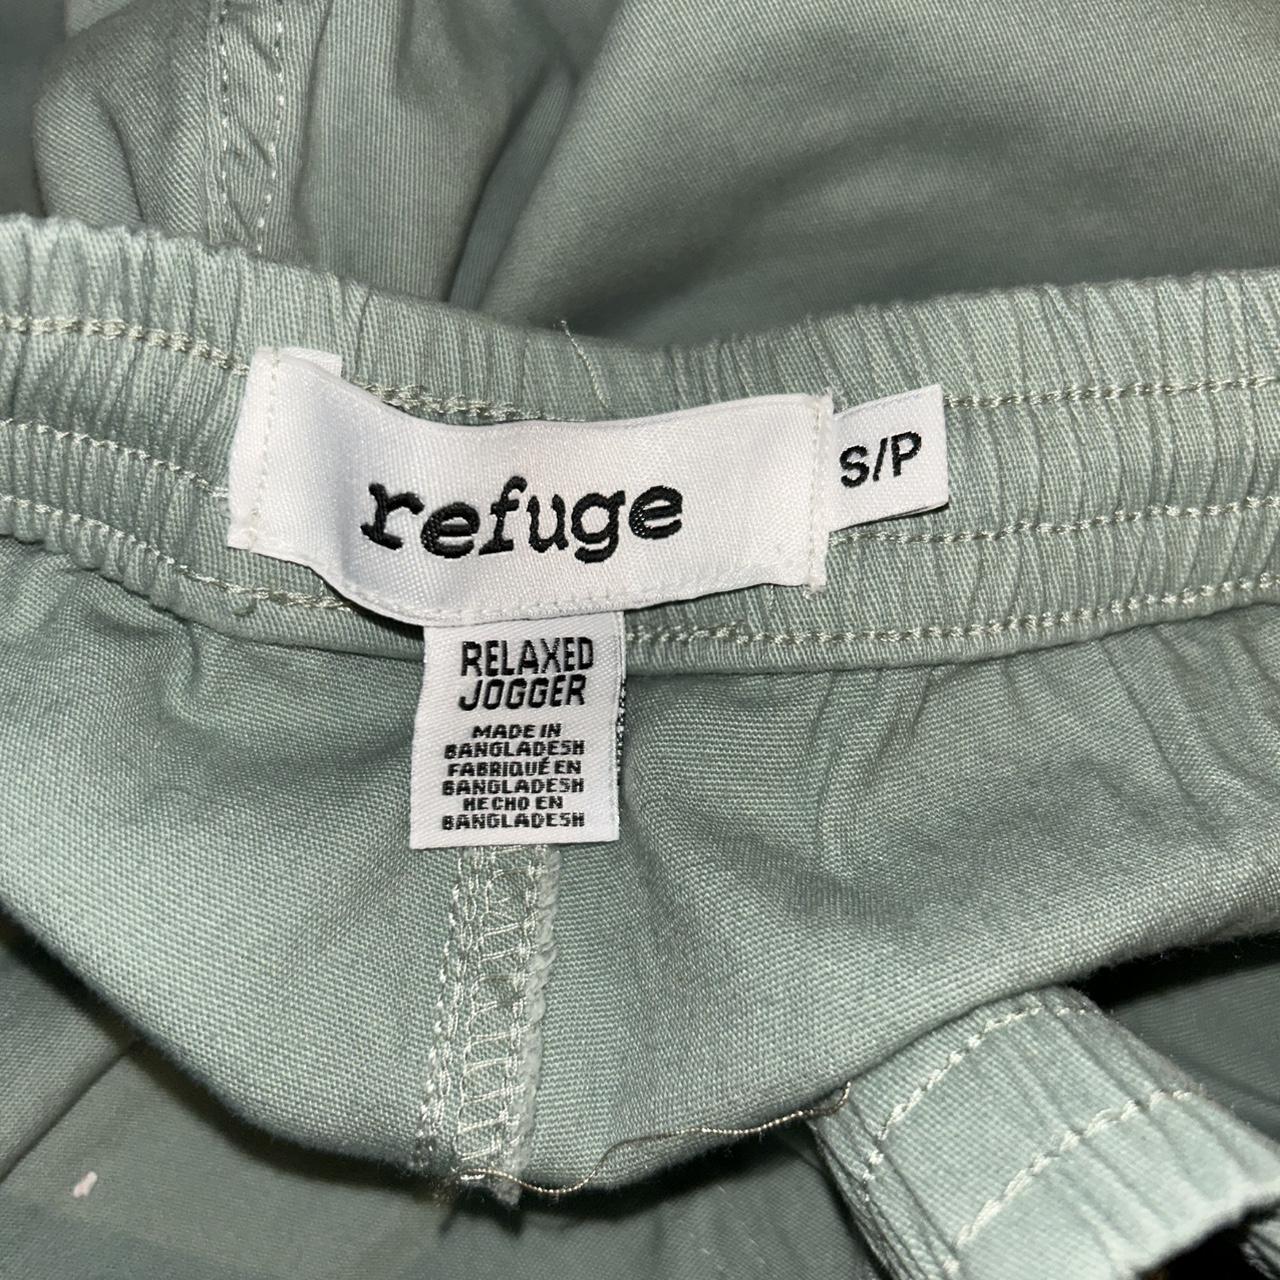 refuge
S/P
RELAXED
JOGGER
MADE IN
BANGLADESH
FABRIQUÉ EN
BANGLADESH
HECHO EN
BANGLADESH